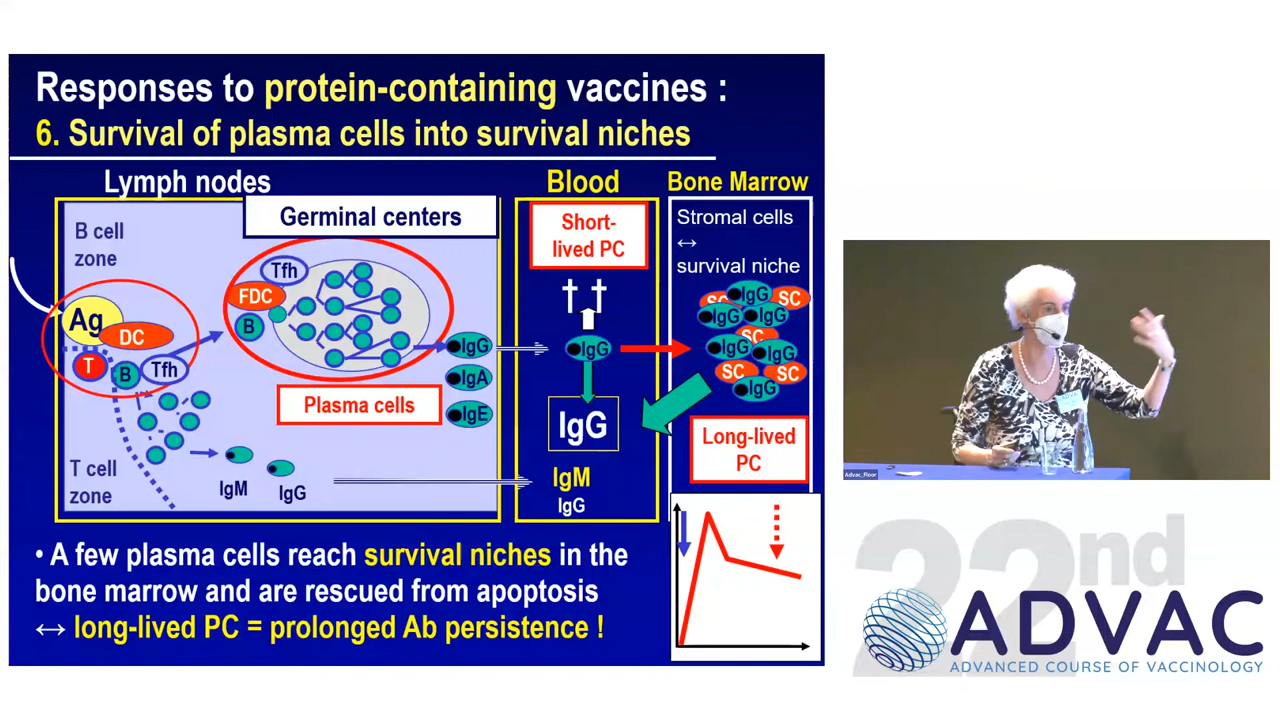 Responses to protein-containing vaccines :
6. Survival of plasma cells into survival niches
Lymph nodes
Blood
Bone Marrow
B cell
zone
Germinal centers
Ag
DC
T
B
Tfh
Tfh
FDC
B
Plasma cells
IgG
IgA
IgE
T cell
zone
IgM
IgG
Short-
lived PC
IgG
IgG
IgM
IgG
Stromal cells
↔
survival niche
SC
IgG
SC
IgG
IgG
SC
IgG
IgG
SC
SC
IgG
Long-lived
PC
• A few plasma cells reach survival niches in the
bone marrow and are rescued from apoptosis
↔ long-lived PC = prolonged Ab persistence !
ADVAC
Advac_Floor
22nd
ADVAC
ADVANCED COURSE OF VACCINOLOGY